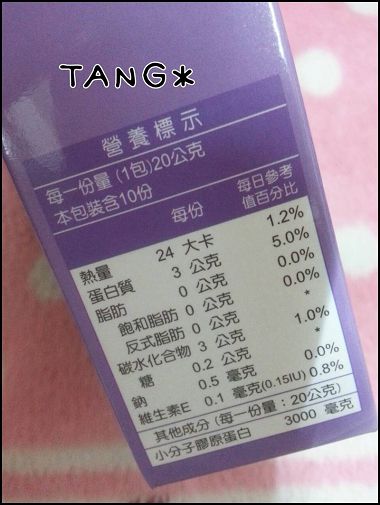 TANG*
營養標示
每一份量 (1包)20公克
本包裝含10份
每份 每日參考值百分比
熱量 24 大卡 1.2%
蛋白質 3 公克 5.0%
脂肪 0 公克 0.0%
飽和脂肪 0 公克 0.0%
反式脂肪 0 公克 *
碳水化合物 3 公克 1.0%
糖 0.2 公克 *
鈉 0.5 毫克 0.0%
維生素E 0.1 毫克(0.15IU) 0.8%
其他成分 (每一份量：20公克)
小分子膠原蛋白 3000 毫克